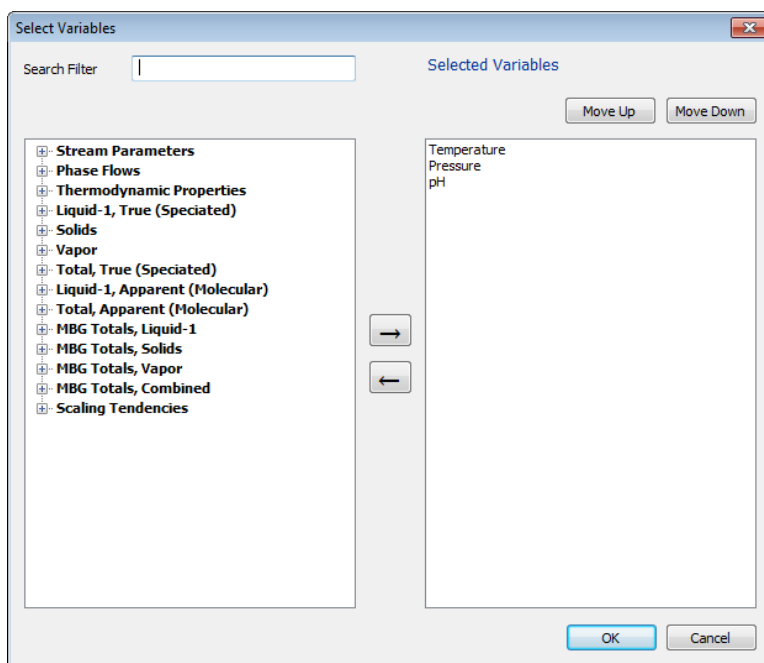 Select Variables
Search Filter
Selected Variables
Move Up
Move Down
Stream Parameters
Phase Flows
Thermodynamic Properties
Liquid-1, True (Speciated)
Solids
Vapor
Total, True (Speciated)
Liquid-1, Apparent (Molecular)
Total, Apparent (Molecular)
MBG Totals, Liquid-1
MBG Totals, Solids
MBG Totals, Vapor
MBG Totals, Combined
Scaling Tendencies
Temperature
Pressure
pH
OK
Cancel